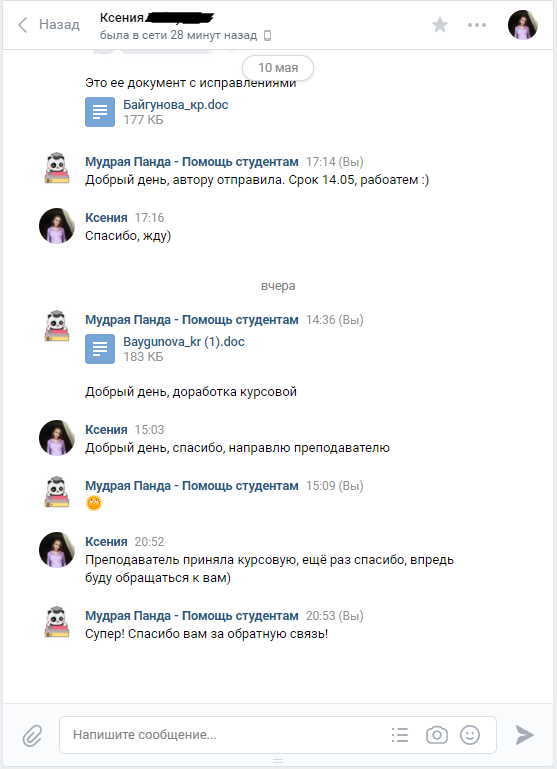 Назад
Ксения
была в сети 28 минут назад
10 мая
Это ее документ с исправлениями
Байгунова_кр.doc
177 КБ
Мудрая Панда - Помощь студентам 17:14 (Вы)
Добрый день, автору отправила. Срок 14.05, рабоатем :)
Ксения 17:16
Спасибо, жду)
вчера
Мудрая Панда - Помощь студентам 14:36 (Вы)
Baygunova_kr (1).doc
183 КБ
Добрый день, доработка курсовой
Ксения 15:03
Добрый день, спасибо, направлю преподавателю
Мудрая Панда - Помощь студентам 15:09 (Вы)
Ксения 20:52
Преподаватель приняла курсовую, ещё раз спасибо, впредь
буду обращаться к вам)
Мудрая Панда - Помощь студентам 20:53 (Вы)
Супер! Спасибо вам за обратную связь!
Напишите сообщение...